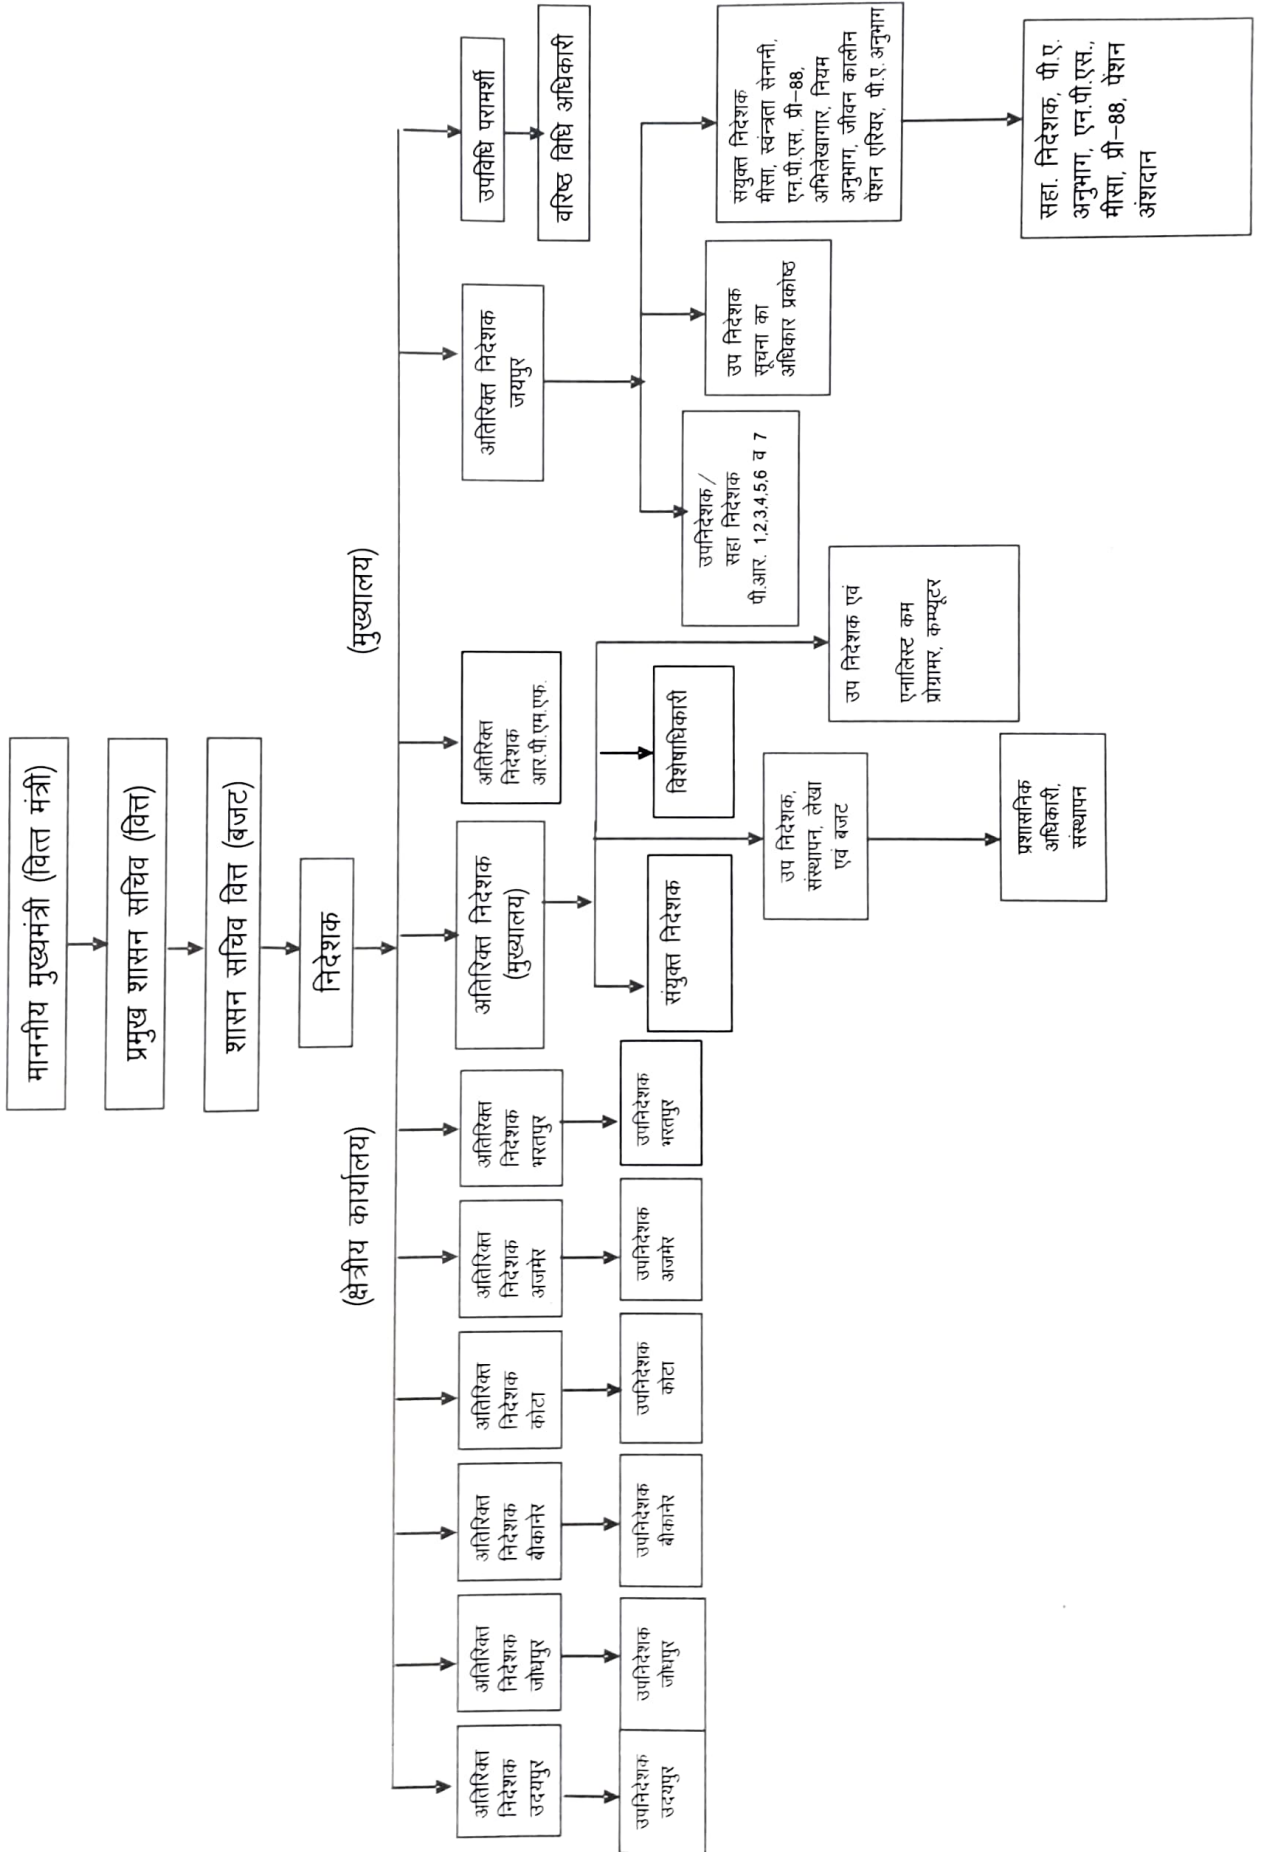 माननीय मुख्यमंत्री (वित्त मंत्री)
प्रमुख शासन सचिव (वित्त)
शासन सचिव वित्त (बजट)
निदेशक
(क्षेत्रीय कार्यालय)
(मुख्यालय)
अतिरिक्त
निदेशक
उदयपुर
अतिरिक्त
निदेशक
जोधपुर
अतिरिक्त
निदेशक
बीकानेर
अतिरिक्त
निदेशक
कोटा
अतिरिक्त
निदेशक
अजमेर
अतिरिक्त
निदेशक
भरतपुर
अतिरिक्त निदेशक
(मुख्यालय)
अतिरिक्त
निदेशक
आर.पी.एम.एफ.
अतिरिक्त निदेशक
जयपुर
उपविधि परामर्शी
वरिष्ठ विधि अधिकारी
उपनिदेशक
उदयपुर
उपनिदेशक
जोधपुर
उपनिदेशक
बीकानेर
उपनिदेशक
कोटा
उपनिदेशक
अजमेर
उपनिदेशक
भरतपुर
संयुक्त निदेशक
विशेषाधिकारी
उपनिदेशक/
सहा निदेशक
पी.आर. 1,2,3,4,5,6 व 7
उप निदेशक
सूचना का
अधिकार प्रकोष्ठ
संयुक्त निदेशक
मीसा, स्वंन्त्रता सेनानी,
एन.पी.एस, प्री–88,
अभिलेखागार, नियम
अनुभाग, जीवन कालीन
पेंशन एरियर, पी.ए. अनुभाग
उप निदेशक,
संस्थापन, लेखा
एवं बजट
उप निदेशक एवं
एनालिस्ट कम
प्रोग्रामर, कम्प्यूटर
प्रशासनिक
अधिकारी,
संस्थापन
सहा. निदेशक, पी.ए.
अनुभाग, एन.पी.एस.,
मीसा, प्री–88, पेंशन
अंशदान